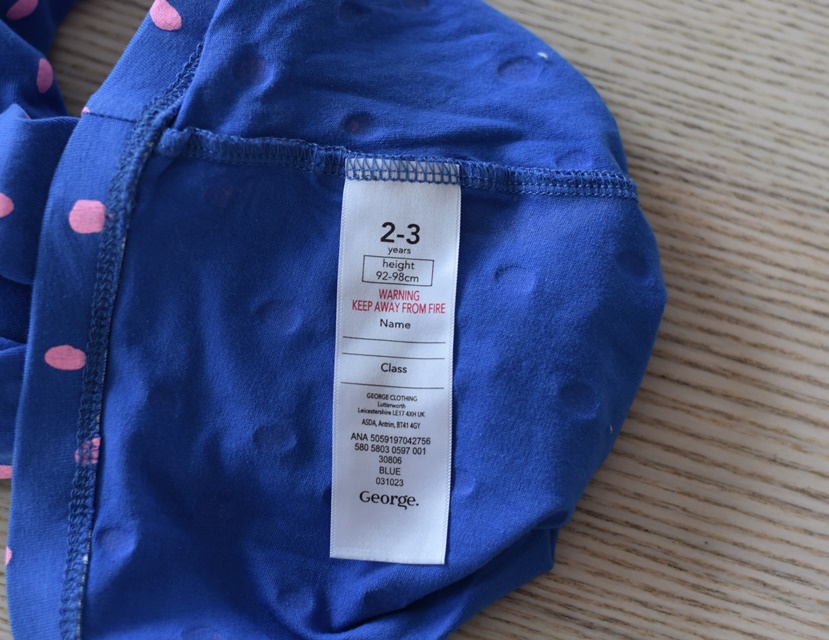 2-3
years
height
92-98cm
WARNING
KEEP AWAY FROM FIRE
Name
Class
GEORGE CLOTHING
Lutterworth
Leicestershire LE17 4XH UK
ASDA, Antrim, BT41 4GY
ANA 5059197042756
580 5803 0597 001
30806
BLUE
031023
George.